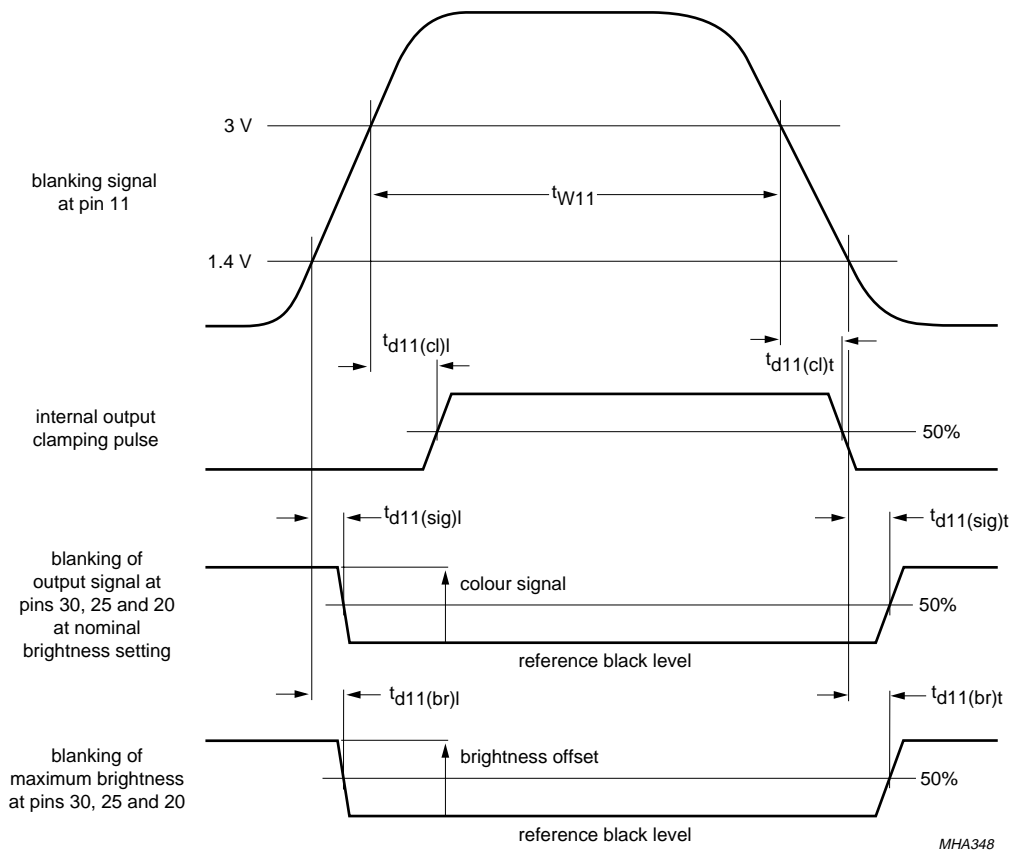 3 V
blanking signal
at pin 11
tW11
1.4 V
td11(cl)l
td11(cl)t
internal output
clamping pulse
50%
td11(sig)l
td11(sig)t
blanking of
output signal at
pins 30, 25 and 20
at nominal
brightness setting
colour signal
50%
reference black level
td11(br)l
td11(br)t
blanking of
maximum brightness
at pins 30, 25 and 20
brightness offset
50%
reference black level
MHA348